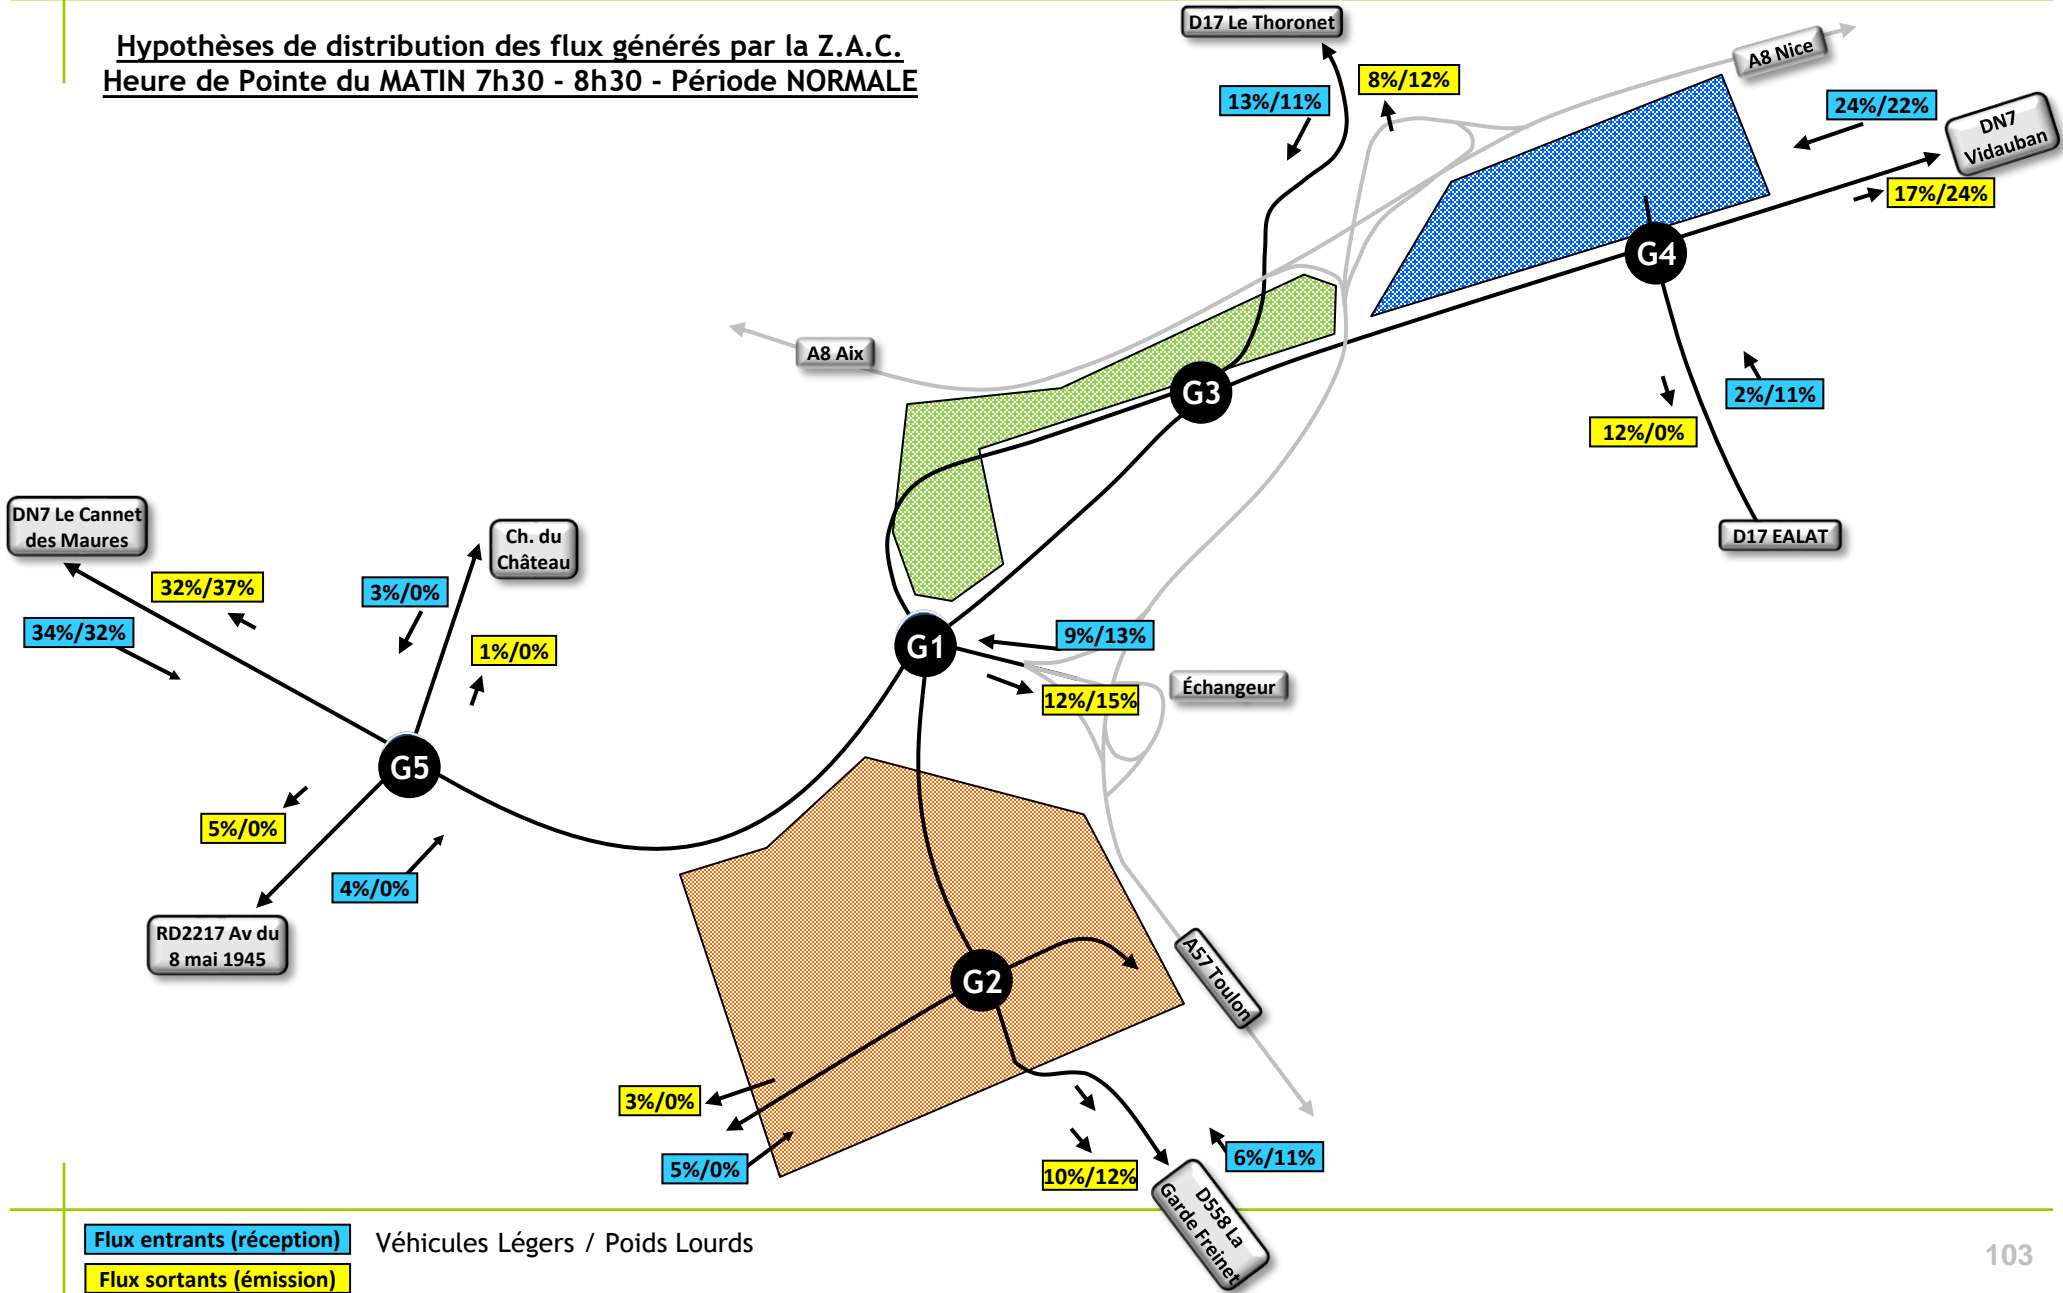 Hypothèses de distribution des flux générés par la Z.A.C.
Heure de Pointe du MATIN 7h30 - 8h30 - Période NORMALE
D17 Le Thoronet
A8 Nice
8%/12%
13%/11%
24%/22%
DN7
Vidauban
17%/24%
G4
A8 Aix
G3
2%/11%
12%/0%
D17 EALAT
DN7 Le Cannet
des Maures
Ch. du
Château
32%/37%
3%/0%
34%/32%
1%/0%
G1
9%/13%
12%/15%
Échangeur
G5
5%/0%
4%/0%
RD2217 Av du
8 mai 1945
G2
A57 Toulon
3%/0%
5%/0%
10%/12%
6%/11%
D558 La
Garde Freinet
Flux entrants (réception)
Véhicules Légers / Poids Lourds
Flux sortants (émission)
103